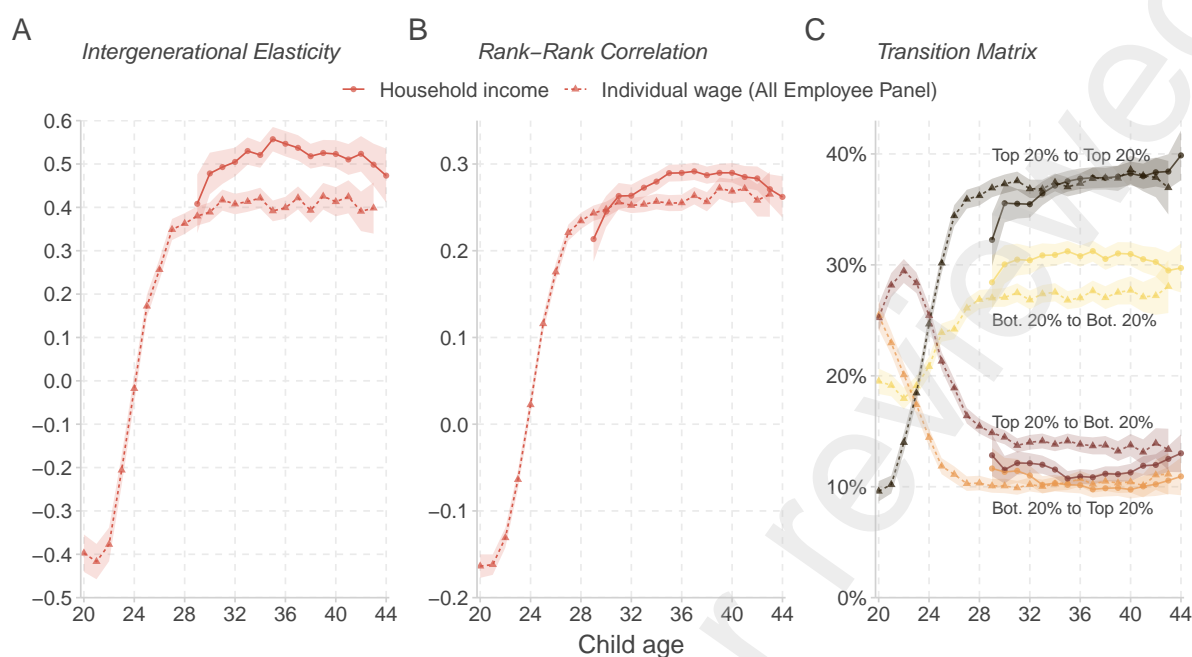 A
Intergenerational Elasticity
B
Rank−Rank Correlation
C
Transition Matrix
Household income
Individual wage (All Employee Panel)
0.6
0.5
0.4
0.3
0.2
0.1
0.0
−0.1
−0.2
−0.3
−0.4
−0.5
20 24 28 32 36 40 44
0.3
0.2
0.1
0.0
−0.1
−0.2
20 24 28 32 36 40 44
Child age
40%
30%
20%
10%
0%
20 24 28 32 36 40 44
Top 20% to Top 20%
Bot. 20% to Bot. 20%
Top 20% to Bot. 20%
Bot. 20% to Top 20%
r reviewed